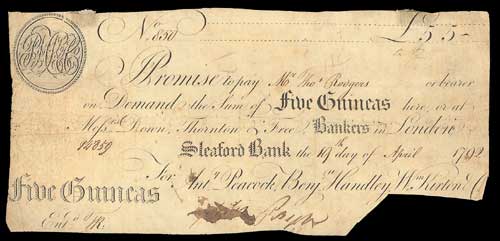 No. 850 £5.5
I Promise to pay Mr. Thos. Rodgers or bearer
on Demand the Sum of Five Guineas here, or at
Messrs. Down, Thornton & Free Bankers in London
14859
Sleaford Bank the 19th day of April 1792
For Ant.y Peacock, Benj.n Handley, Wm Kirton
Five Guineas
Ent.d